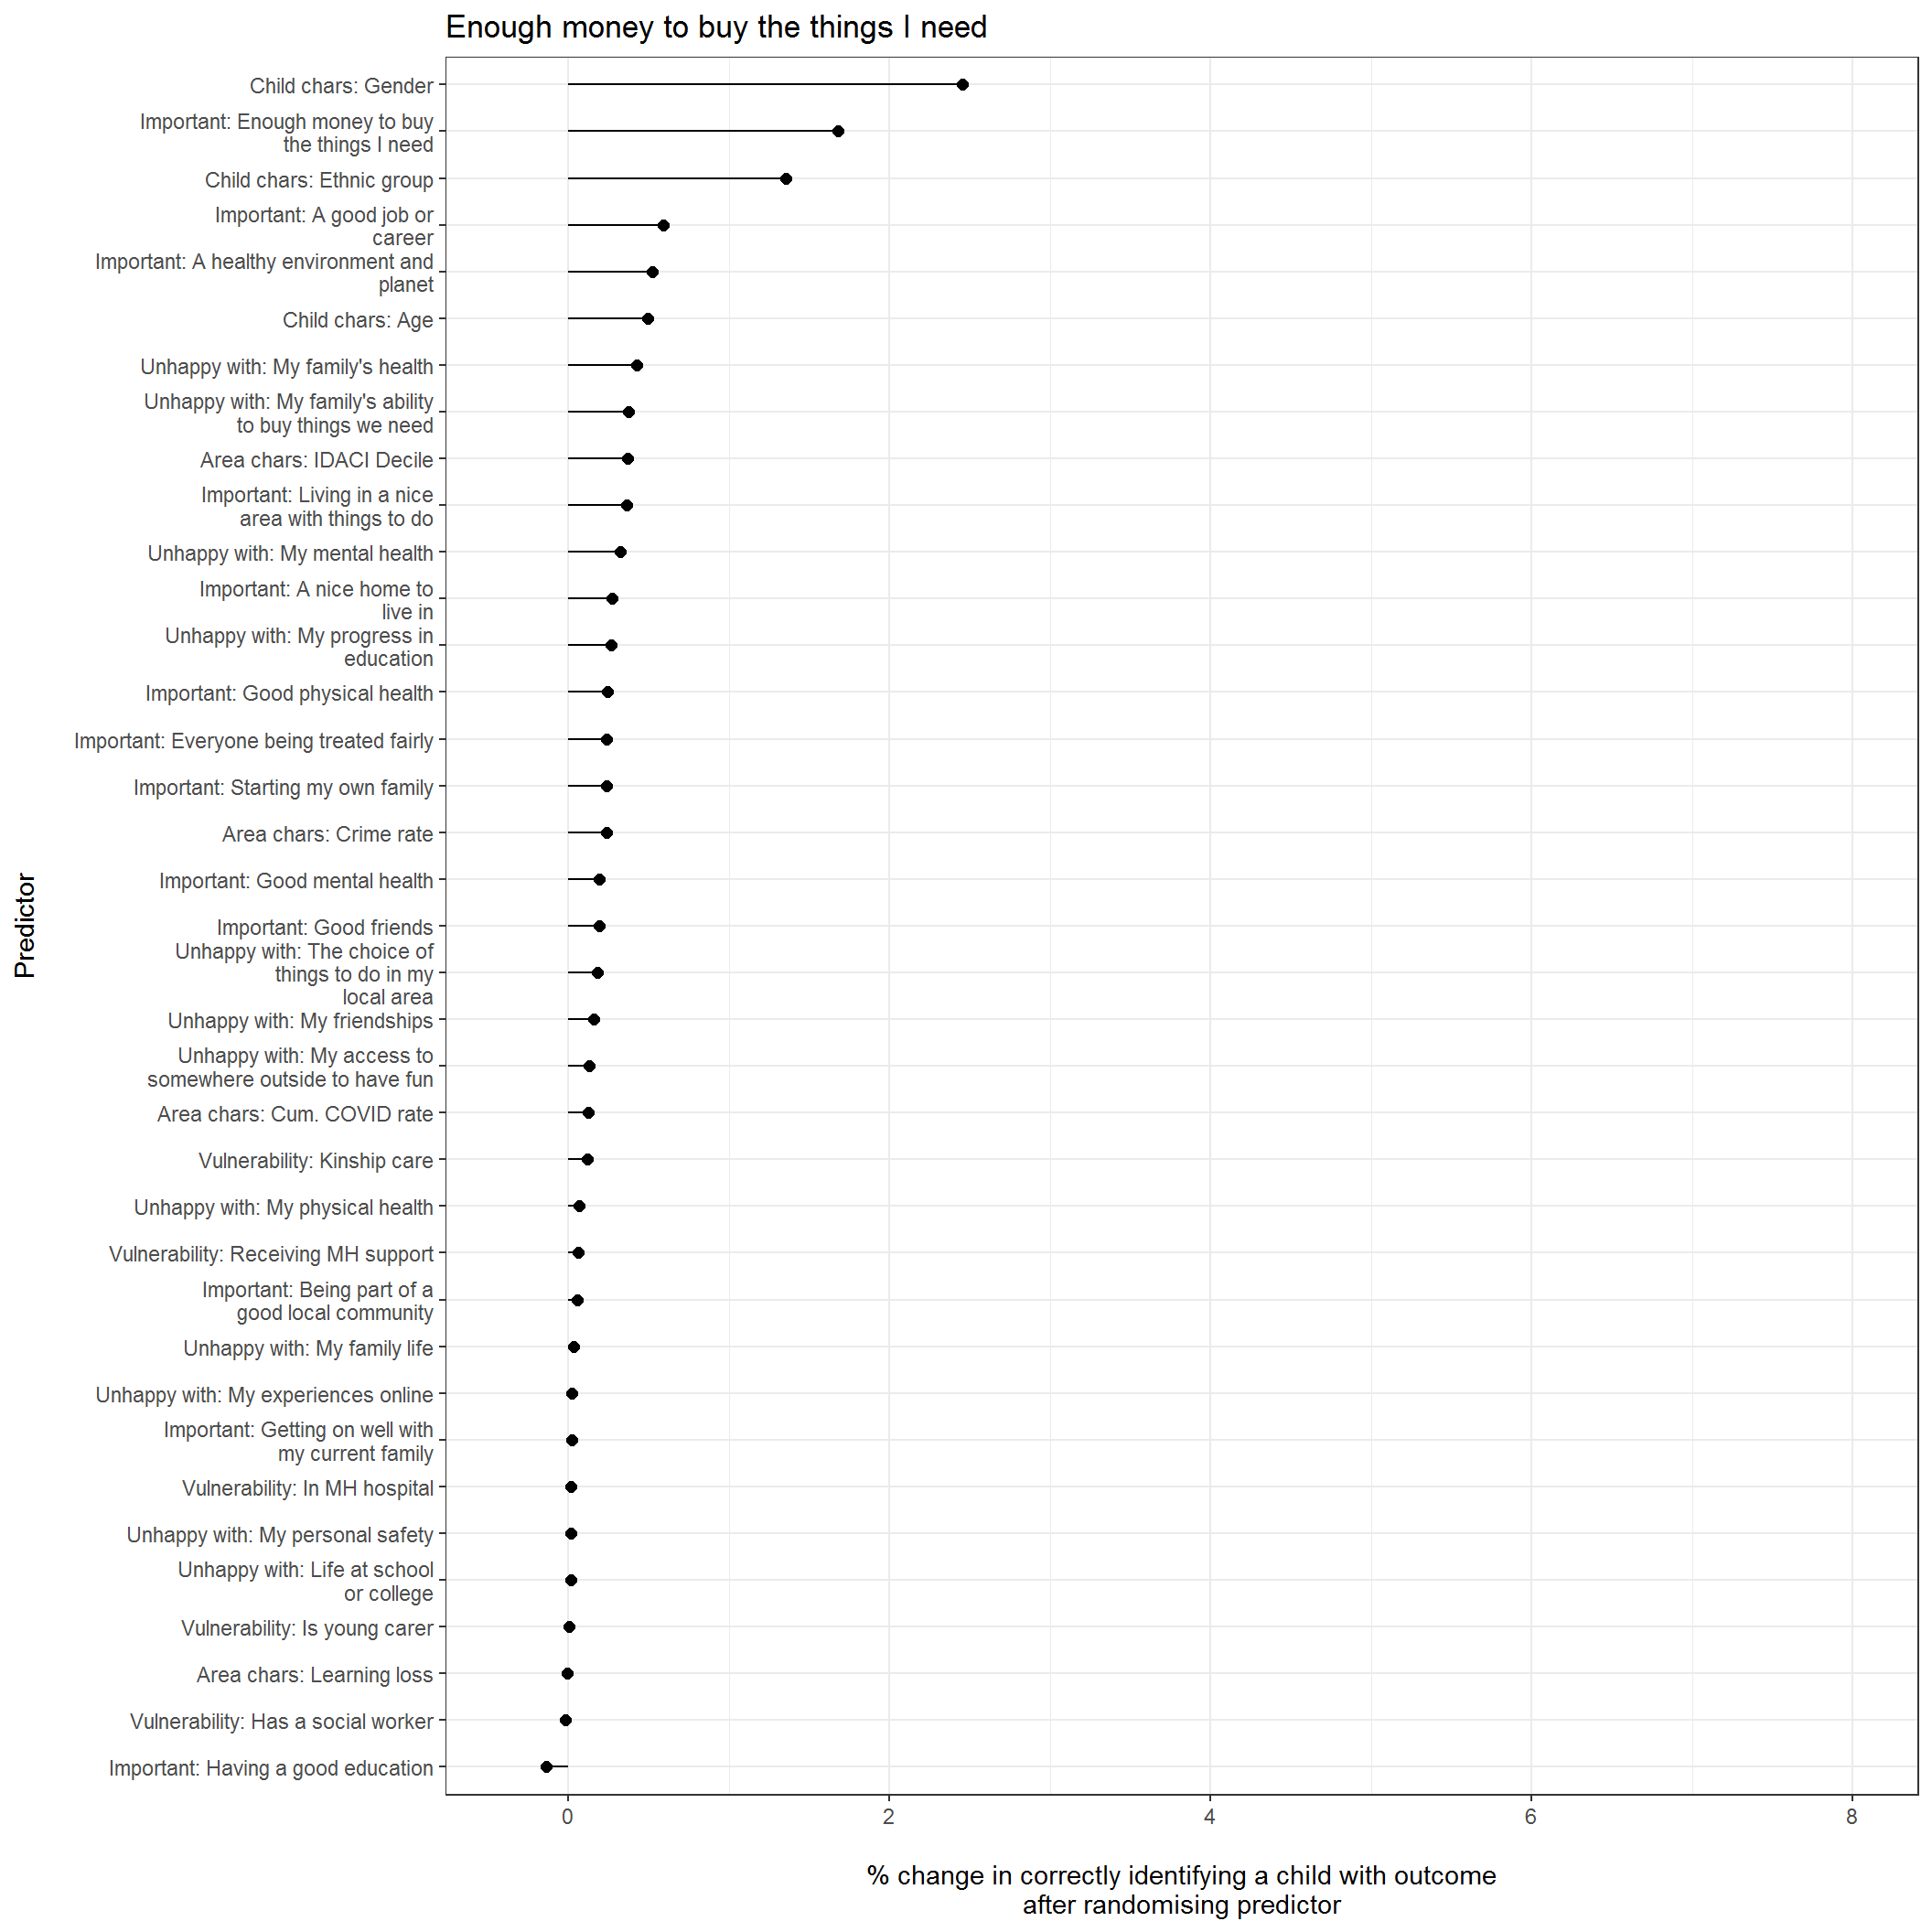 Enough money to buy the things I need
Child chars: Gender
Important: Enough money to buy
the things I need
Child chars: Ethnic group
Important: A good job or
career
Important: A healthy environment and
planet
Child chars: Age
Unhappy with: My family's health
Unhappy with: My family's ability
to buy things we need
Area chars: IDACI Decile
Important: Living in a nice
area with things to do
Unhappy with: My mental health
Important: A nice home to
live in
Unhappy with: My progress in
education
Important: Good physical health
Important: Everyone being treated fairly
Important: Starting my own family
Area chars: Crime rate
Important: Good mental health
Important: Good friends
Unhappy with: The choice of
things to do in my
local area
Unhappy with: My friendships
Unhappy with: My access to
somewhere outside to have fun
Area chars: Cum. COVID rate
Vulnerability: Kinship care
Unhappy with: My physical health
Vulnerability: Receiving MH support
Important: Being part of a
good local community
Unhappy with: My family life
Unhappy with: My experiences online
Important: Getting on well with
my current family
Vulnerability: In MH hospital
Unhappy with: My personal safety
Unhappy with: Life at school
or college
Vulnerability: Is young carer
Area chars: Learning loss
Vulnerability: Has a social worker
Important: Having a good education
Predictor
0 2 4 6 8
% change in correctly identifying a child with outcome
after randomising predictor